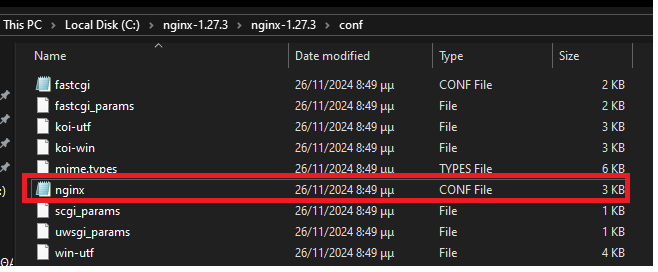 This PC > Local Disk (C:) > nginx-1.27.3 > nginx-1.27.3 > conf
Name Date modified Type Size
fastcgi 26/11/2024 8:49 μμ CONF File 2 KB
fastcgi_params 26/11/2024 8:49 μμ File 2 KB
koi-utf 26/11/2024 8:49 μμ File 3 KB
koi-win 26/11/2024 8:49 μμ File 3 KB
mime.types 26/11/2024 8:49 μμ TYPES File 6 KB
nginx 26/11/2024 8:49 μμ CONF File 3 KB
scgi_params 26/11/2024 8:49 μμ File 1 KB
uwsgi_params 26/11/2024 8:49 μμ File 1 KB
win-utf 26/11/2024 8:49 μμ File 4 KB